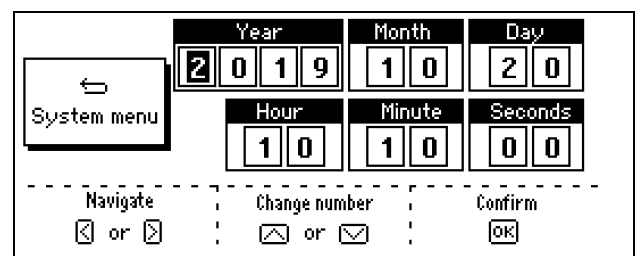 Year Month Day
2 0 1 9 1 0 2 0
System menu
Hour Minute Seconds
1 0 1 0 0 0
Navigate Change number Confirm
< or > ∧ or ∨ OK